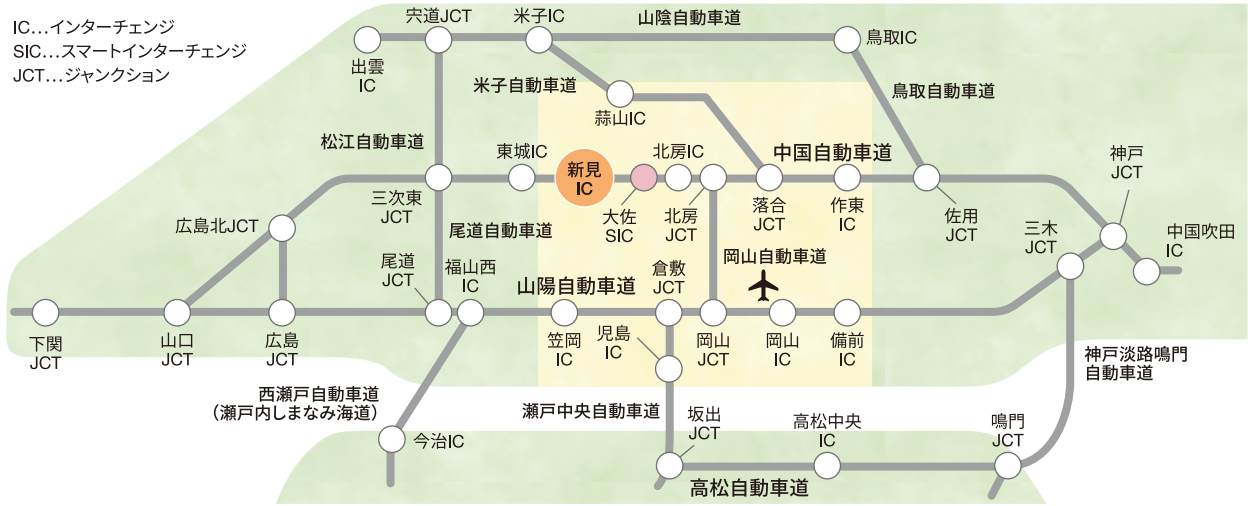 IC…インターチェンジ
SIC…スマートインターチェンジ
JCT…ジャンクション
宍道JCT
米子IC
山陰自動車道
鳥取IC
出雲
IC
米子自動車道
蒜山IC
鳥取自動車道
松江自動車道
東城IC
新見
IC
北房IC
中国自動車道
神戸
JCT
三次東
JCT
大佐
SIC
北房
JCT
落合
JCT
作東
IC
佐用
JCT
広島北JCT
尾道自動車道
三木
JCT
中国吹田
IC
尾道
JCT
福山西
IC
山陽自動車道
倉敷
JCT
岡山自動車道
下関
JCT
山口
JCT
広島
JCT
笠岡
IC
児島
IC
岡山
JCT
岡山
IC
備前
IC
神戸淡路鳴門
自動車道
西瀬戸自動車道
（瀬戸内しまなみ海道）
瀬戸中央自動車道
今治IC
坂出
JCT
高松中央
IC
鳴門
JCT
高松自動車道